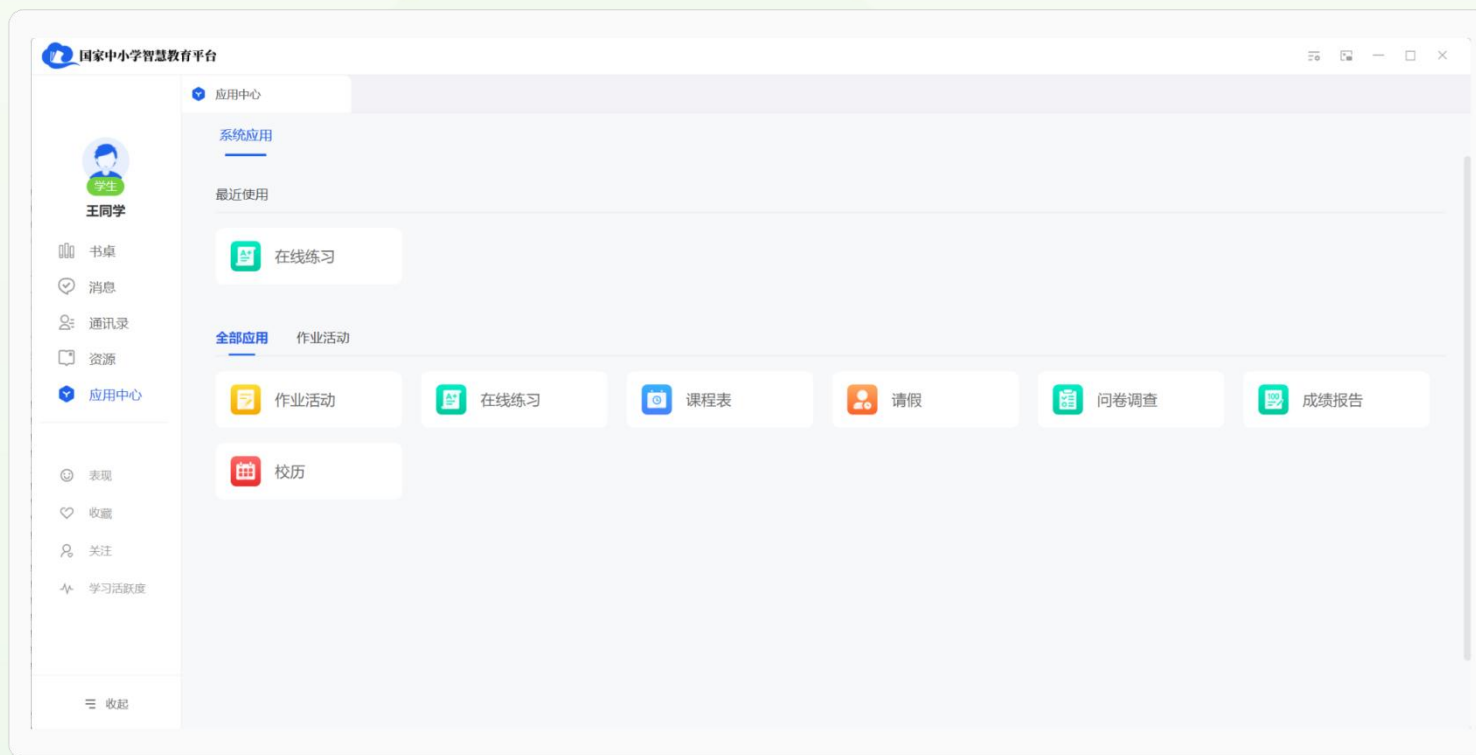 国家中小学智慧教育平台
应用中心
学生
王同学
书桌
消息
通讯录
资源
应用中心
表现
收藏
关注
学习活跃度
收起
系统应用
最近使用
在线练习
全部应用 作业活动
作业活动 在线练习 课程表 请假 问卷调查 成绩报告
校历